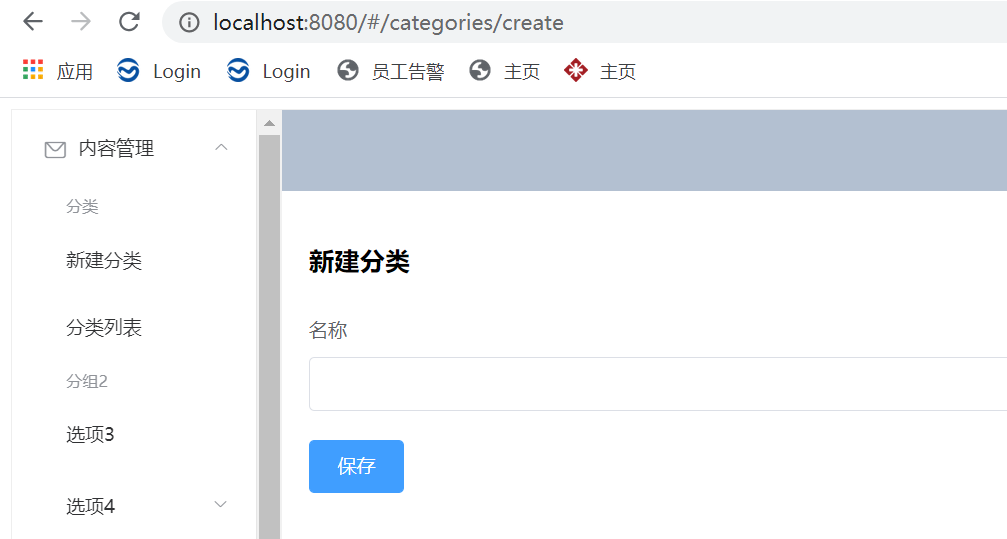 localhost:8080/#/categories/create
应用 Login Login 员工告警 主页 主页
内容管理
分类
新建分类
分类列表
分组2
选项3
选项4
新建分类
名称
保存